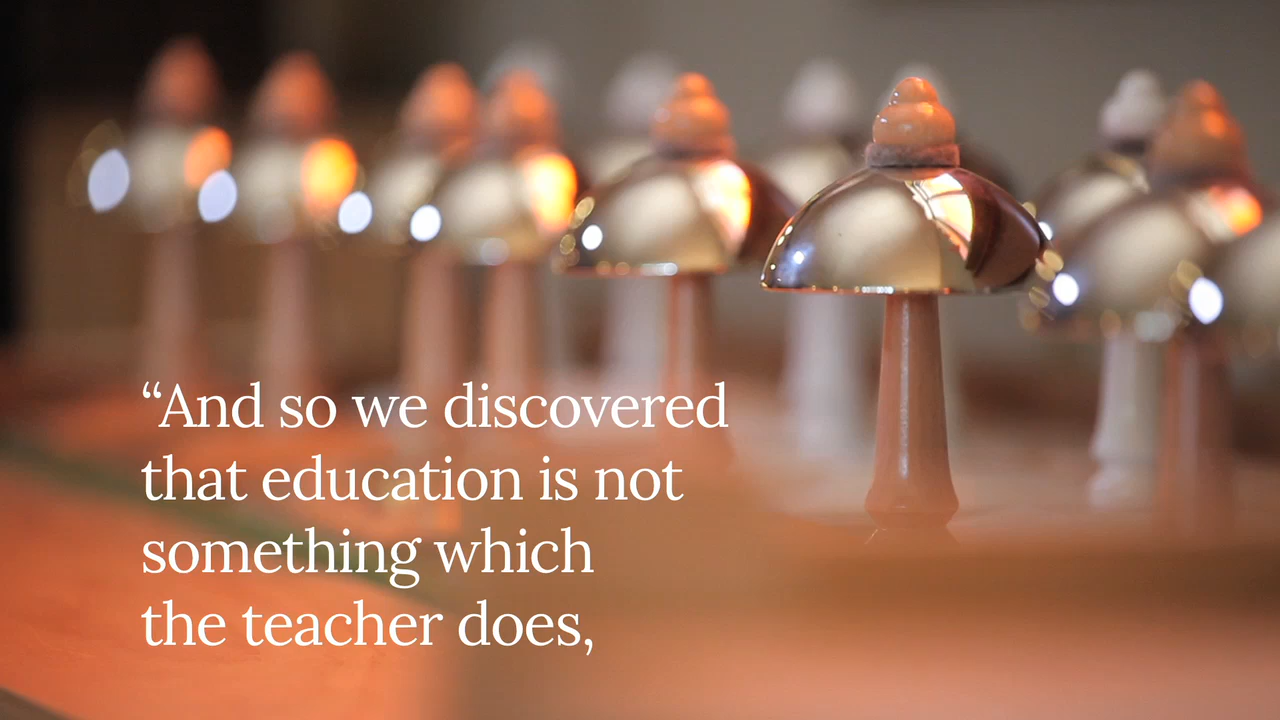 “And so we discovered
that education is not
something which
the teacher does,